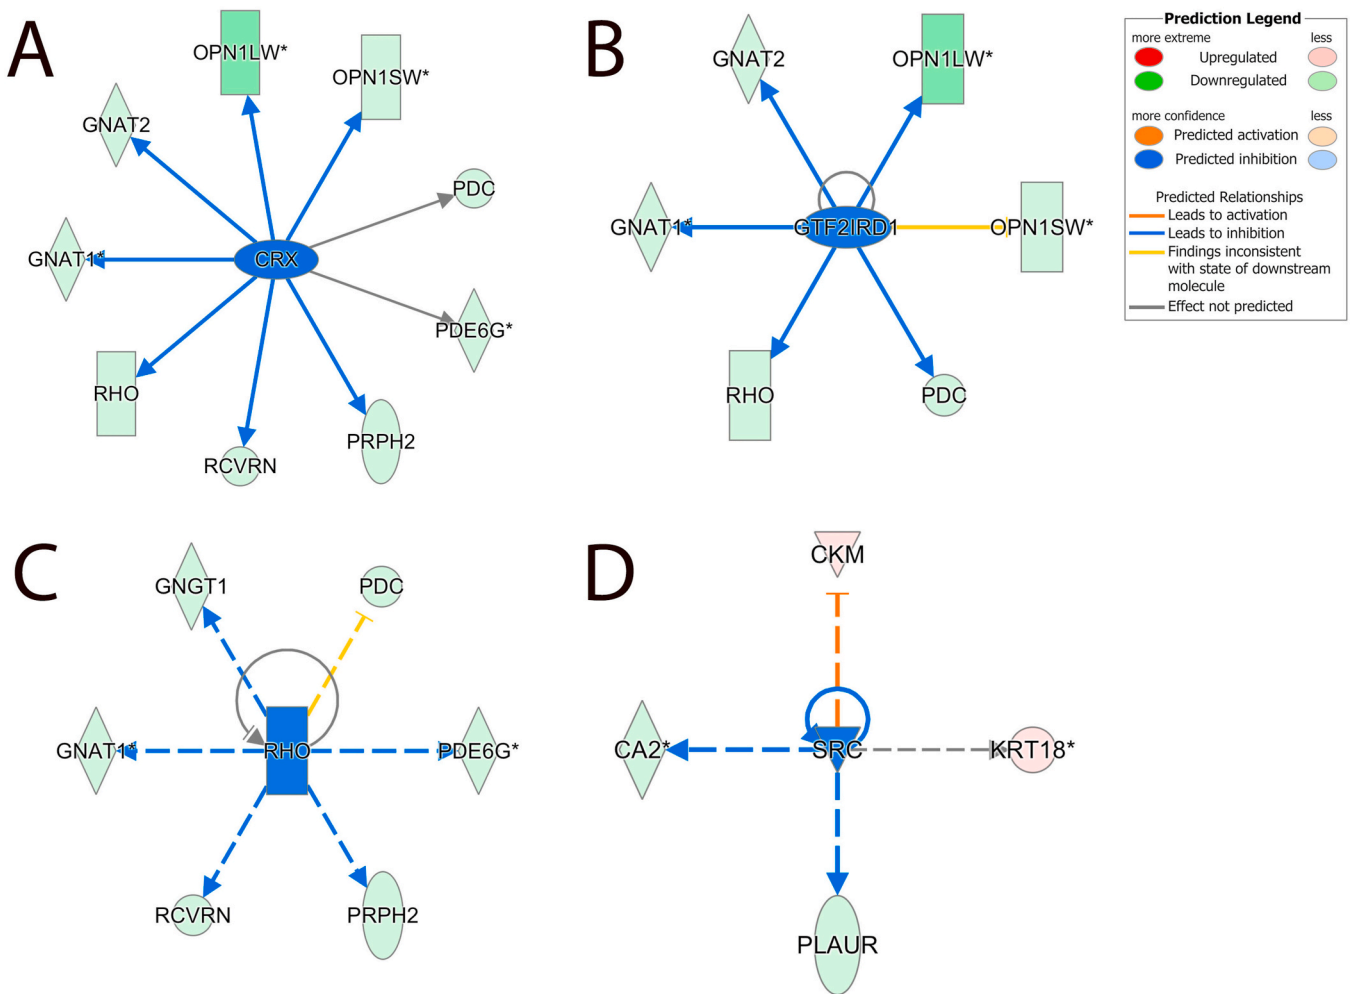 A
OPN1LW*
OPN1SW*
GNAT2
PDC
GNAT1*
CRX
PDE6G*
RHO
PRPH2
RCVRN
B
GNAT2
OPN1LW*
GNAT1*
GTF2IRD1
OPN1SW*
RHO
PDC
Prediction Legend
more extreme less
Upregulated
Downregulated
more confidence less
Predicted activation
Predicted inhibition
Predicted Relationships
Leads to activation
Leads to inhibition
Findings inconsistent
with state of downstream
molecule
Effect not predicted
C
GNGT1
PDC
GNAT1*
RHO
PDE6G*
RCVRN
PRPH2
D
CKM
CA2*
SRC
KRT18*
PLAUR